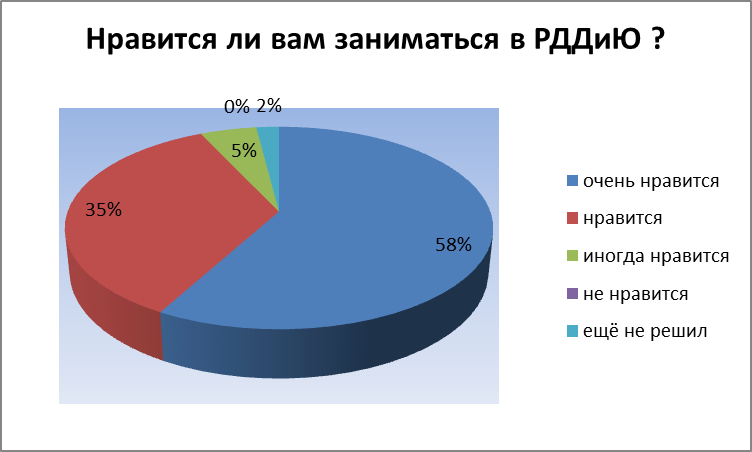 Нравится ли вам заниматься в РДДиЮ ?
0% 2%
5%
35%
58%
очень нравится
нравится
иногда нравится
не нравится
ещё не решил